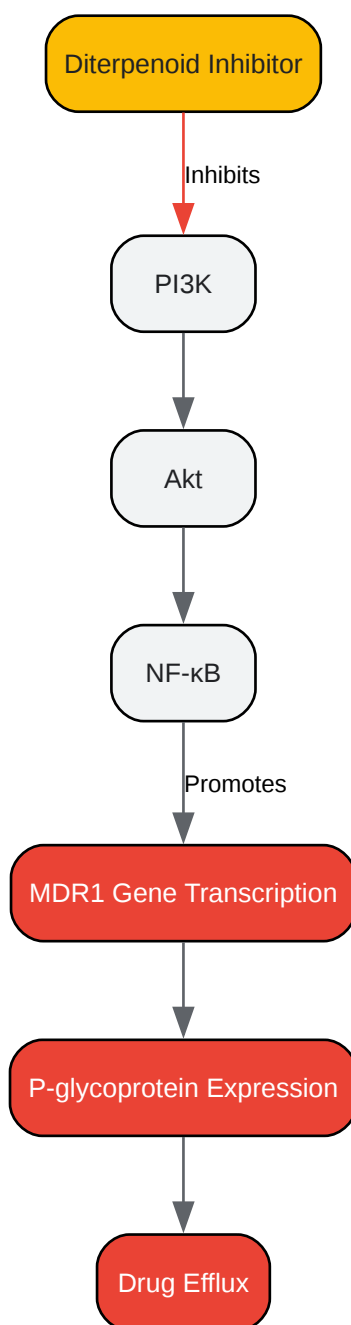 Diterpenoid Inhibitor
Inhibits
PI3K
Akt
NF-κB
Promotes
MDR1 Gene Transcription
P-glycoprotein Expression
Drug Efflux